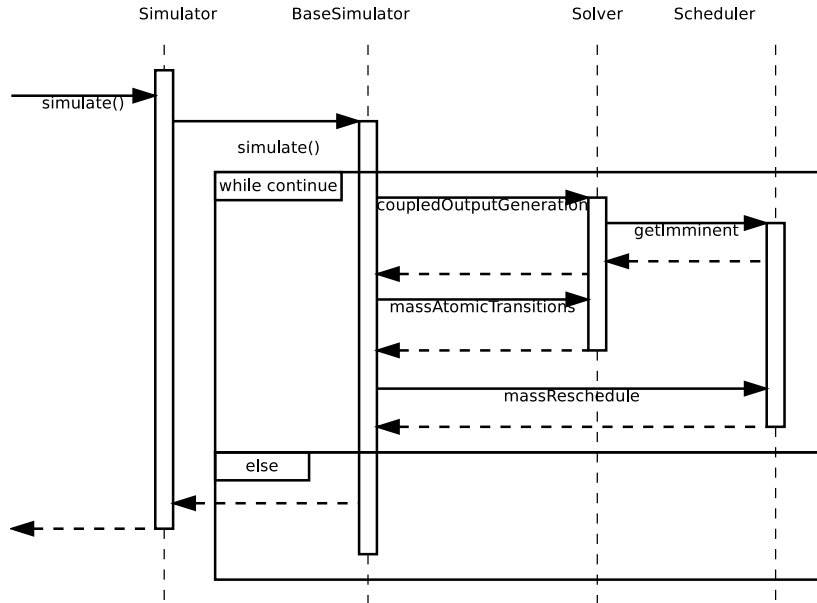 Simulator BaseSimulator Solver Scheduler
simulate()
simulate()
while continue
coupledOutputGeneration
getImminent
massAtomicTransitions
massReschedule
else